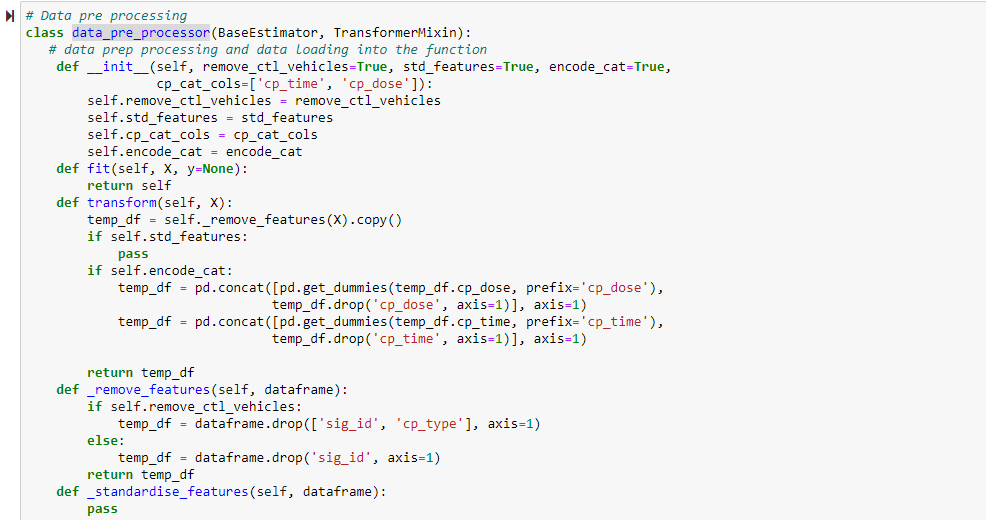 # Data pre processing
class data_pre_processor(BaseEstimator, TransformerMixin):
   # data prep processing and data loading into the function
    def __init__(self, remove_ctl_vehicles=True, std_features=True, encode_cat=True,
                 cp_cat_cols=['cp_time', 'cp_dose']):
        self.remove_ctl_vehicles = remove_ctl_vehicles
        self.std_features = std_features
        self.cp_cat_cols = cp_cat_cols
        self.encode_cat = encode_cat
    def fit(self, X, y=None):
        return self
    def transform(self, X):
        temp_df = self._remove_features(X).copy()
        if self.std_features:
            pass
        if self.encode_cat:
            temp_df = pd.concat([pd.get_dummies(temp_df.cp_dose, prefix='cp_dose'),
                                temp_df.drop('cp_dose', axis=1)], axis=1)
            temp_df = pd.concat([pd.get_dummies(temp_df.cp_time, prefix='cp_time'),
                                temp_df.drop('cp_time', axis=1)], axis=1)

        return temp_df
    def _remove_features(self, dataframe):
        if self.remove_ctl_vehicles:
            temp_df = dataframe.drop(['sig_id', 'cp_type'], axis=1)
        else:
            temp_df = dataframe.drop('sig_id', axis=1)
        return temp_df
    def _standardise_features(self, dataframe):
        pass